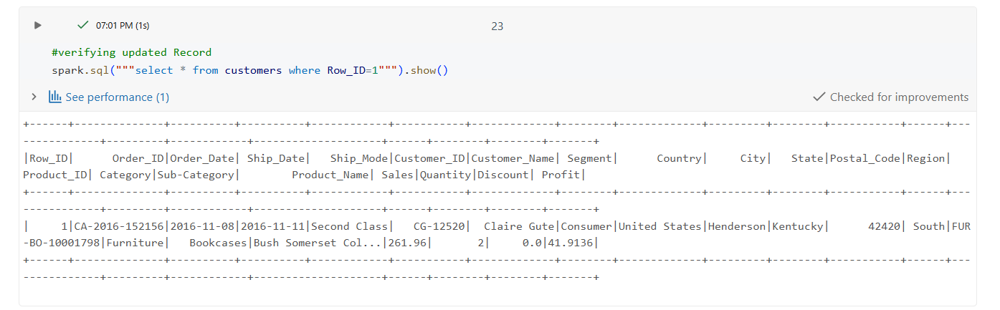 07:01 PM (1s)
23
#verifying updated Record
spark.sql("""select * from customers where Row_ID=1""").show()
See performance (1)
Checked for improvements
+------+--------------+----------+----------+------------+-----------+-------------+--------+-------------+---------+--------+-----------+------+---
------------+---------+------------+--------------------+------+--------+--------+-------+
|Row_ID|      Order_ID|Order_Date| Ship_Date|   Ship_Mode|Customer_ID|Customer_Name| Segment|      Country|     City|   State|Postal_Code|Region|
Product_ID| Category|Sub-Category|        Product_Name| Sales|Quantity|Discount| Profit|
+------+--------------+----------+----------+------------+-----------+-------------+--------+-------------+---------+--------+-----------+------+---
------------+---------+------------+--------------------+------+--------+--------+-------+
|     1|CA-2016-152156|2016-11-08|2016-11-11|Second Class|   CG-12520|  Claire Gute|Consumer|United States|Henderson|Kentucky|      42420| South|FUR
-BO-10001798|Furniture|   Bookcases|Bush Somerset Col...|261.96|       2|     0.0|41.9136|
+------+--------------+----------+----------+------------+-----------+-------------+--------+-------------+---------+--------+-----------+------+---
------------+---------+------------+--------------------+------+--------+--------+-------+